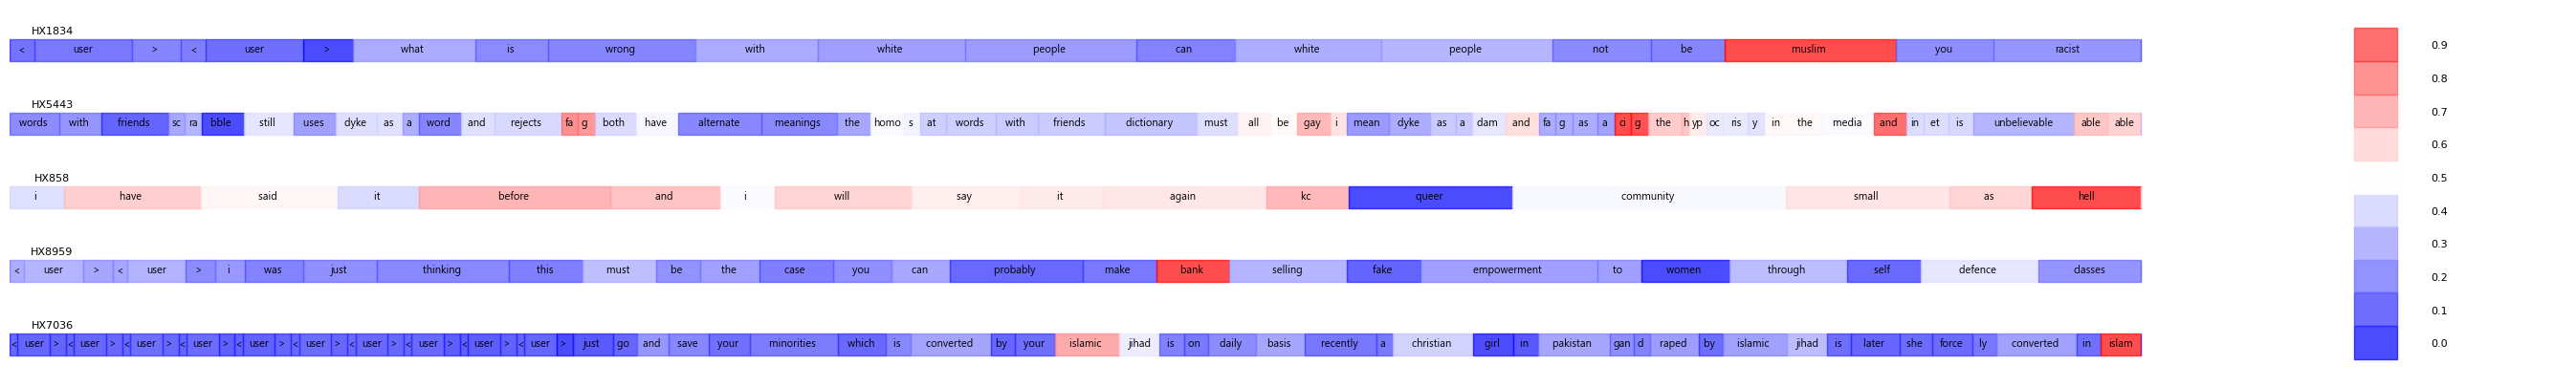 HX1834
< user > < user > what is wrong with white people can white people not be muslim you racist
HX5443
words with friends sc ra bble still uses dyke as a word and rejects fa g both have alternate meanings the homo s at words with friends dictionary must all be gay i mean dyke as a dam and fa g as a ci g the h yp oc ris y in the media and in et is unbelievable able able
HX858
i have said it before and i will say it again kc queer community small as hell
HX8959
< user > < user > i was just thinking this must be the case you can probably make bank selling fake empowerment to women through self defence classes
HX7036
< user > < user > < user > < user > < user > < user > < user > < user > < user > < user > just go and save your minorities which is converted by your islamic jihad is on daily basis recently a christian girl in pakistan gan d raped by islamic jihad is later she force ly converted in islam
0.9
0.8
0.7
0.6
0.5
0.4
0.3
0.2
0.1
0.0